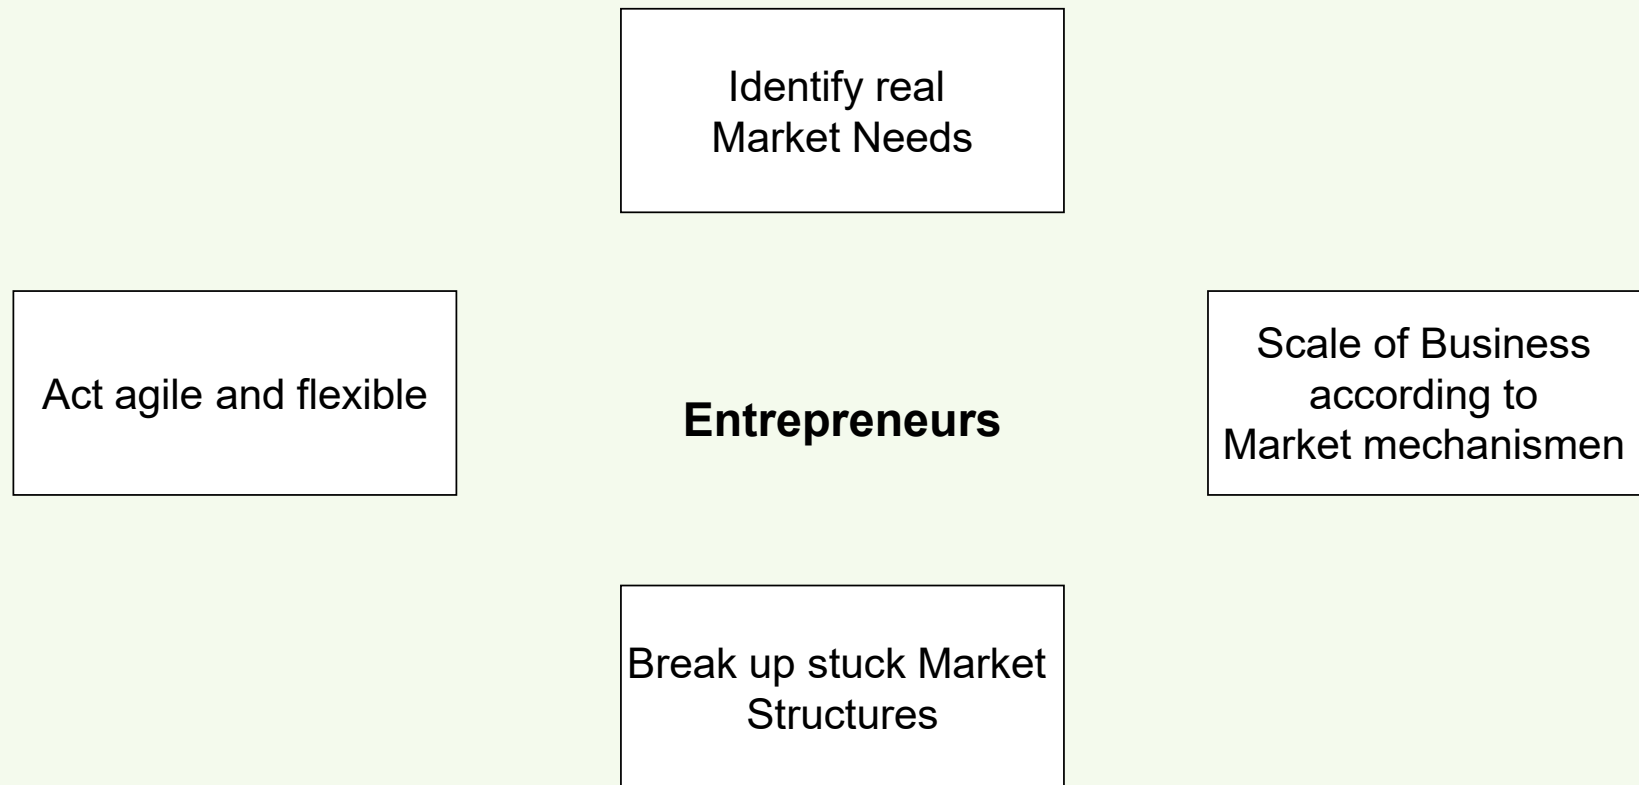 Identify real
Market Needs
Act agile and flexible
Entrepreneurs
Scale of Business
according to
Market mechanismen
Break up stuck Market
Structures